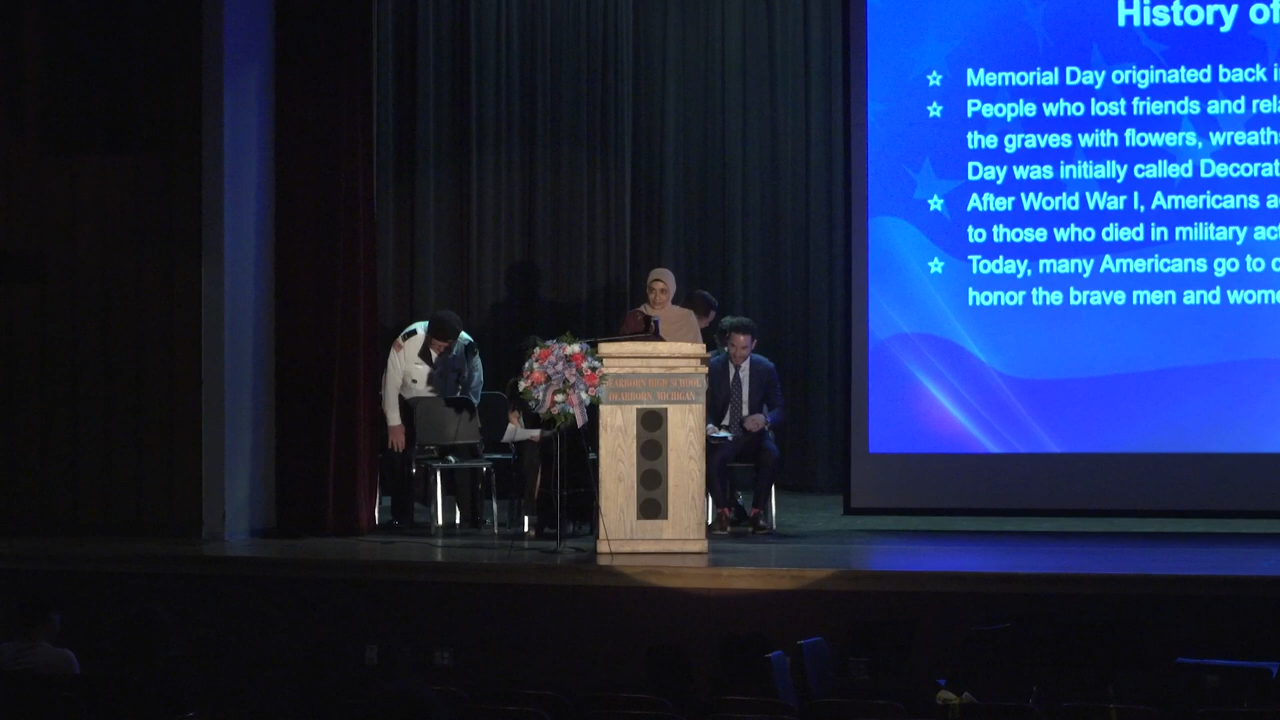 History of
☆ Memorial Day originated back i
☆ People who lost friends and rel
the graves with flowers, wreath
Day was initially called Decorat
☆ After World War I, Americans a
to those who died in military act
☆ Today, many Americans go to c
honor the brave men and wome
DEARBORN HIGH SCHOOL
DEARBORN, MICHIGAN